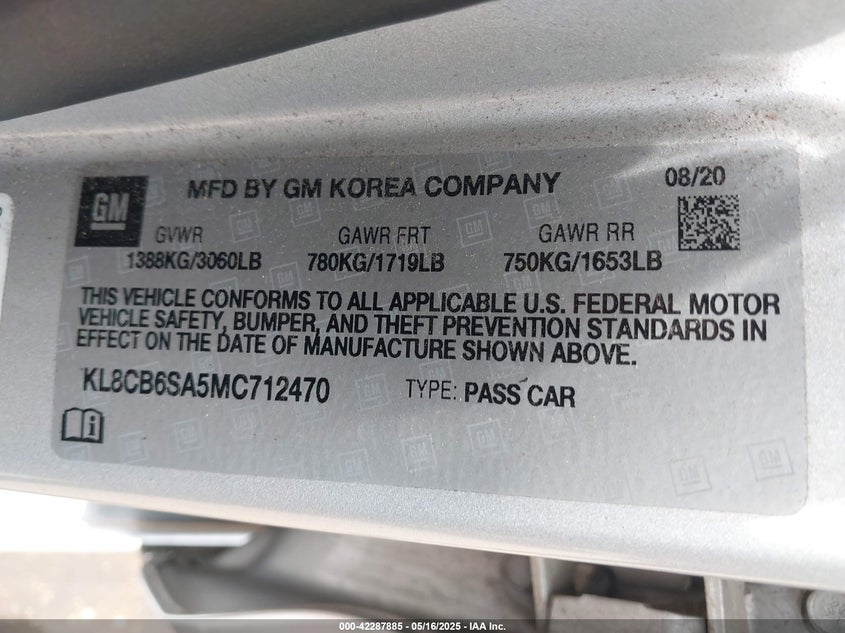 GM
MFD BY GM KOREA COMPANY
08/20
GVWR GAWR FRT GAWR RR
1388KG/3060LB 780KG/1719LB 750KG/1653LB
THIS VEHICLE CONFORMS TO ALL APPLICABLE U.S. FEDERAL MOTOR
VEHICLE SAFETY, BUMPER, AND THEFT PREVENTION STANDARDS IN
EFFECT ON THE DATE OF MANUFACTURE SHOWN ABOVE.
KL8CB6SA5MC712470 TYPE: PASS CAR
000-42287885 - 05/16/2025 - IAA Inc.